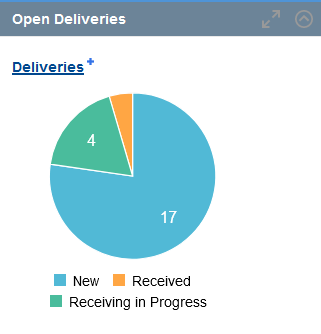 Open Deliveries
Deliveries +
4
17
New Received
Receiving in Progress